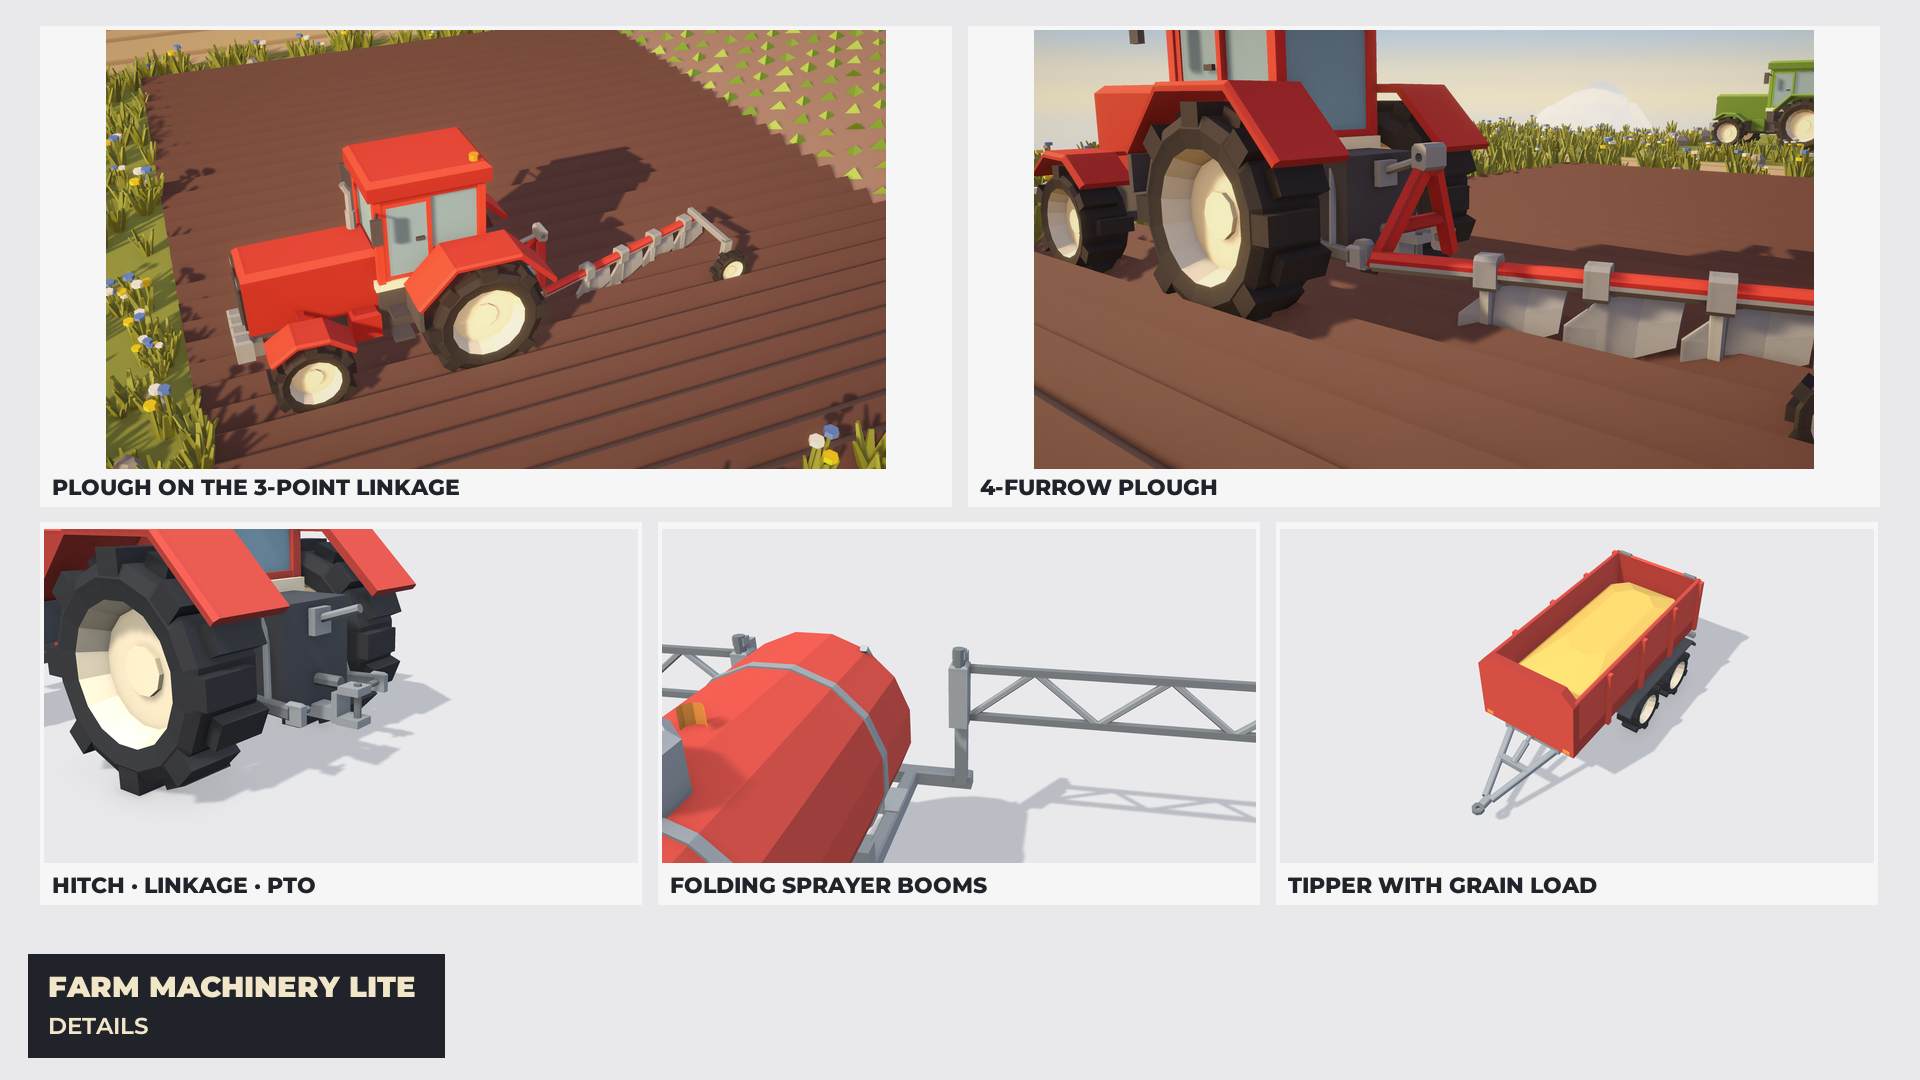 PLOUGH ON THE 3-POINT LINKAGE
4-FURROW PLOUGH
HITCH • LINKAGE • PTO
FOLDING SPRAYER BOOMS
TIPPER WITH GRAIN LOAD
FARM MACHINERY LITE
DETAILS